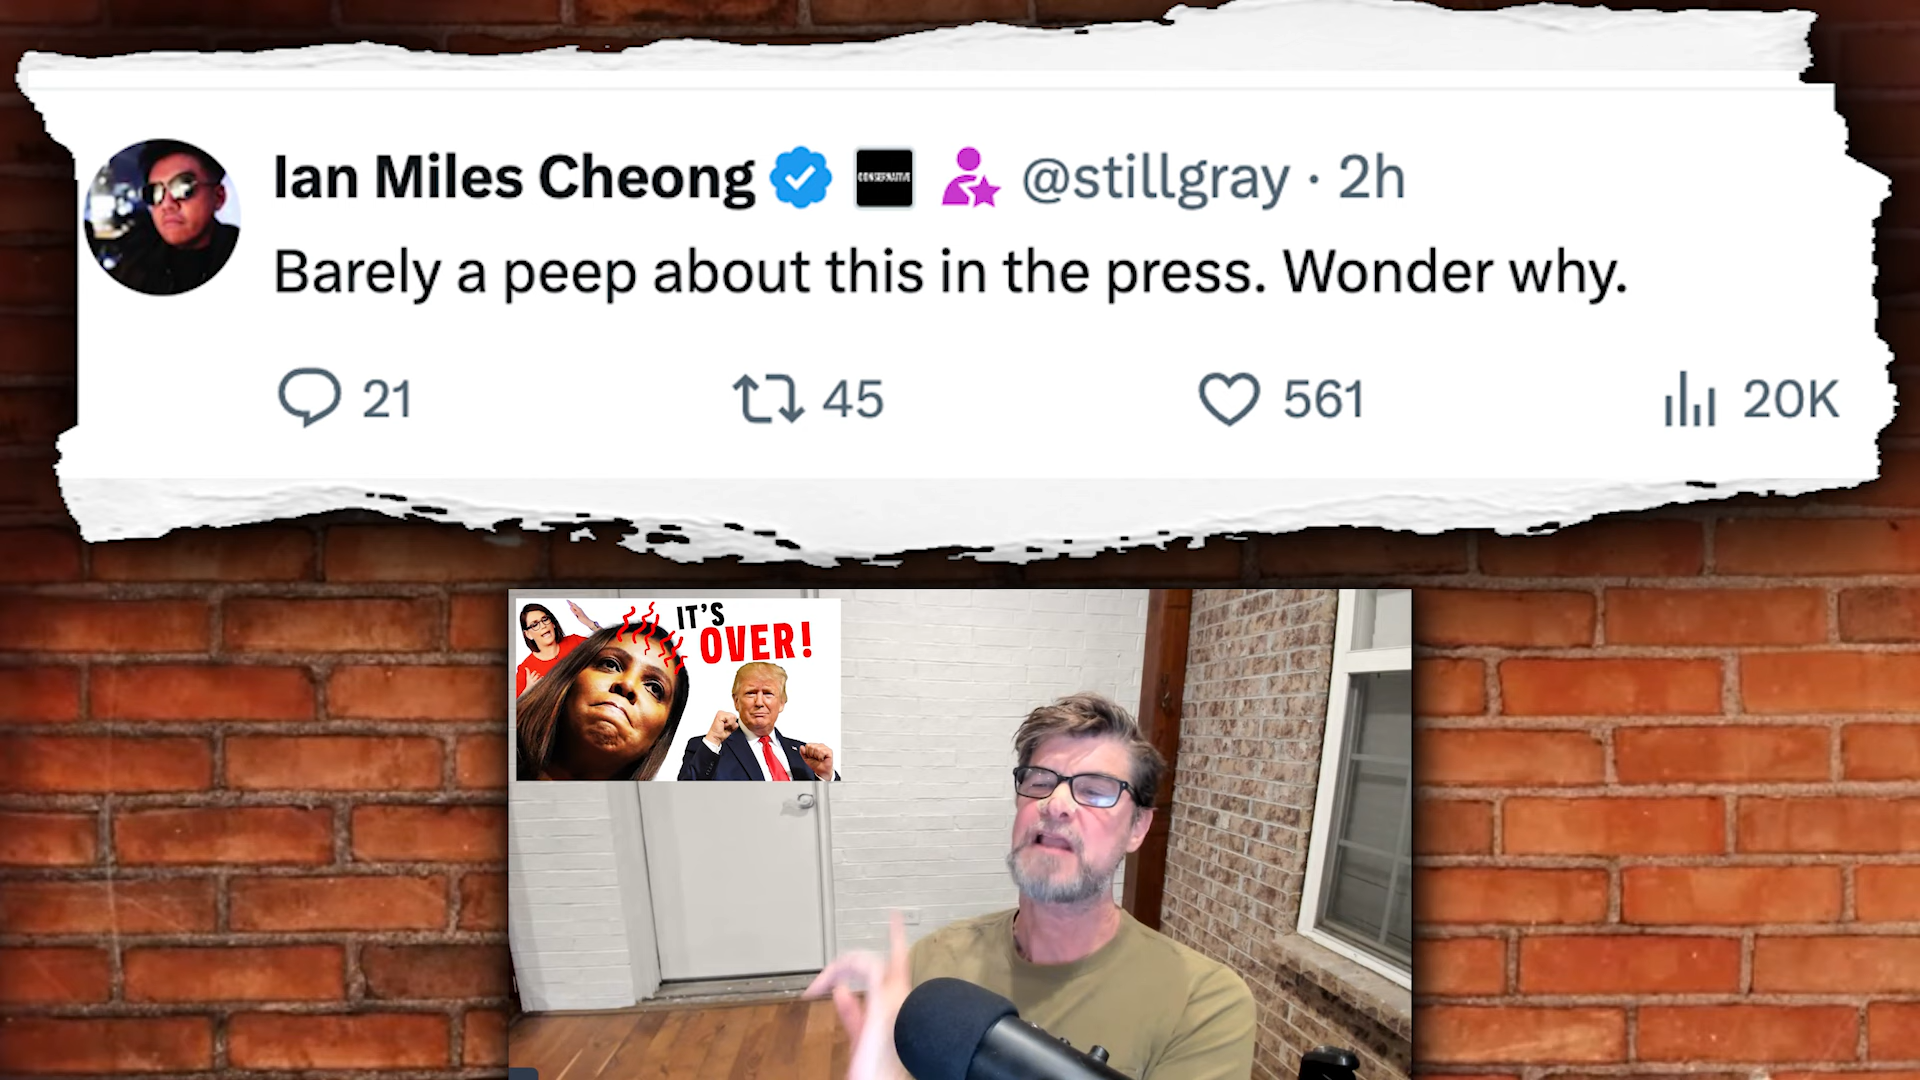 Ian Miles Cheong CONSERVATIVE @stillgray · 2h
Barely a peep about this in the press. Wonder why.
21 45 561 20K
IT'S
OVER!